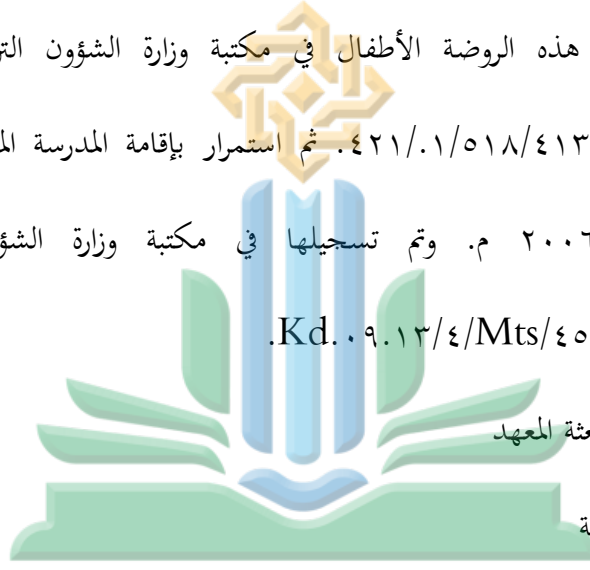 هذه الروضة الأطفال في مكتبة وزارة الشؤون
٤٢١/.١/٥١٨/٤١٣. ثم استمرار بإقامة المدرسة
٢٠٠٦ م. وتم تسجيلها في مكتبة وزارة
Kd.٠٩.١٣/٤/Mts/٤٥.
المعهد